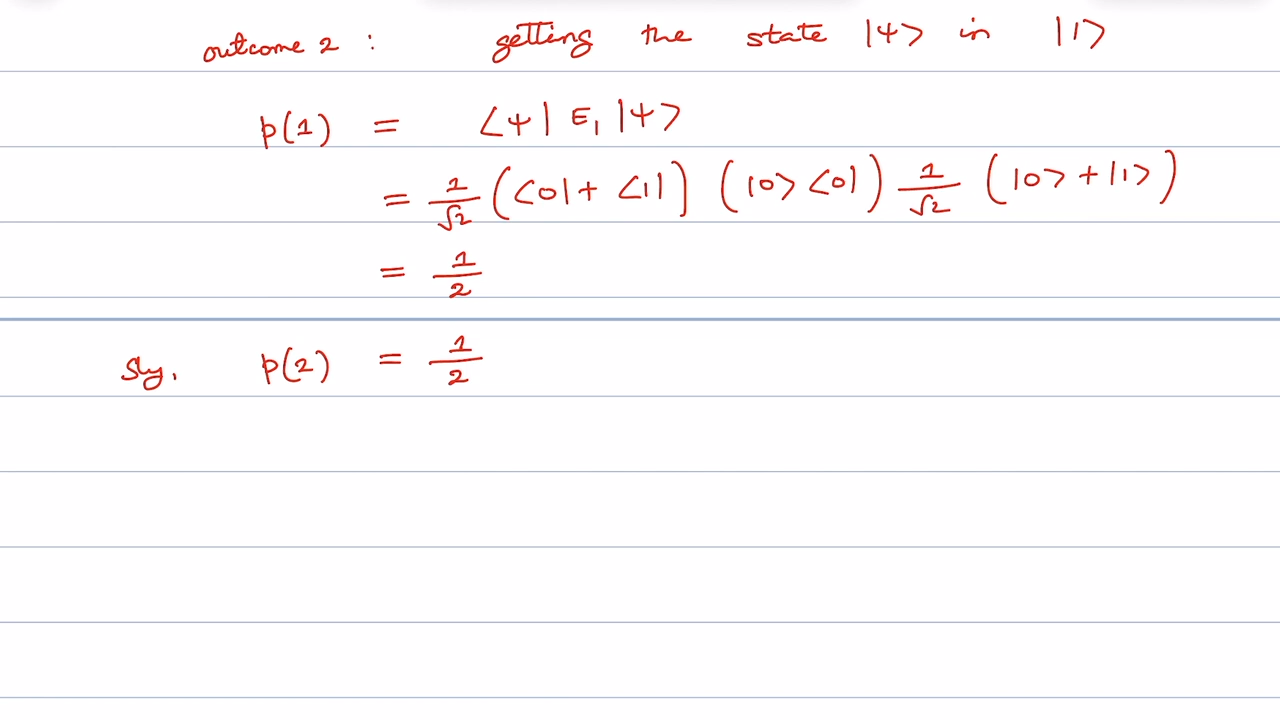 outcome 2 : getting the state |ψ> in |1>
p(1) = <ψ| E₁ |ψ>
= 1/√2 (<0| + <1|) (|0> <0|) 1/√2 (|0> + |1>)
= 1/2
Sly, p(2) = 1/2